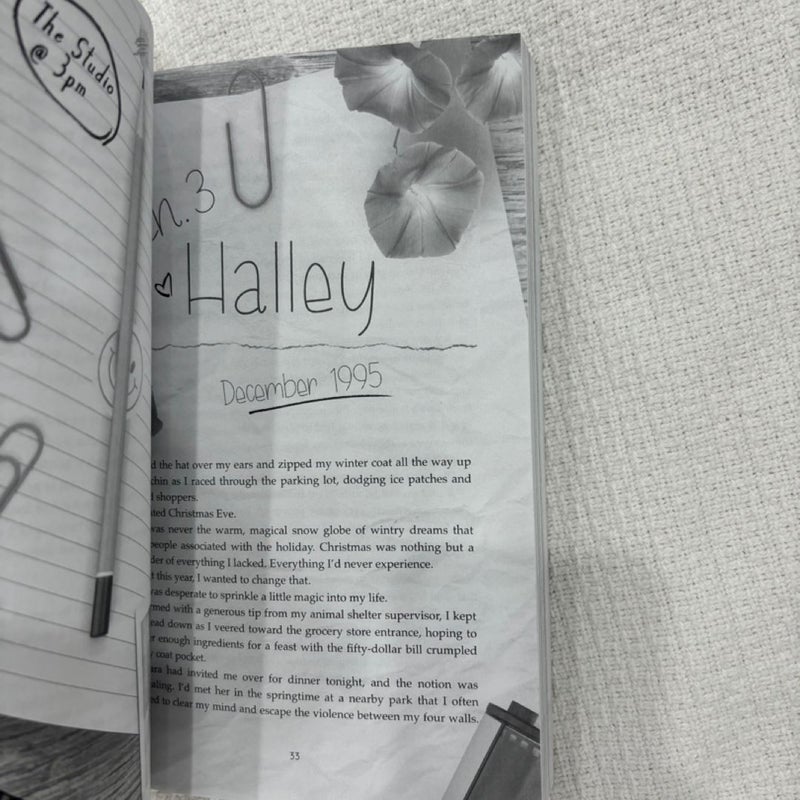 The Studio
@ 3pm
h. 3
Halley
December 1995
the hat over my ears and zipped my winter coat all the way up
chin as I raced through the parking lot, dodging ice patches and
shoppers.
Christmas Eve.
was never the warm, magical snow globe of wintry dreams that
people associated with the holiday. Christmas was nothing but a
of everything I lacked. Everything I'd never experience.
this year, I wanted to change that.
was desperate to sprinkle a little magic into my life.
with a generous tip from my animal shelter supervisor, I kept
down as I veered toward the grocery store entrance, hoping to
enough ingredients for a feast with the fifty-dollar bill crumpled
coat pocket.
had invited me over for dinner tonight, and the notion was
I'd met her in the springtime at a nearby park that I often
to clear my mind and escape the violence between my four walls.
33